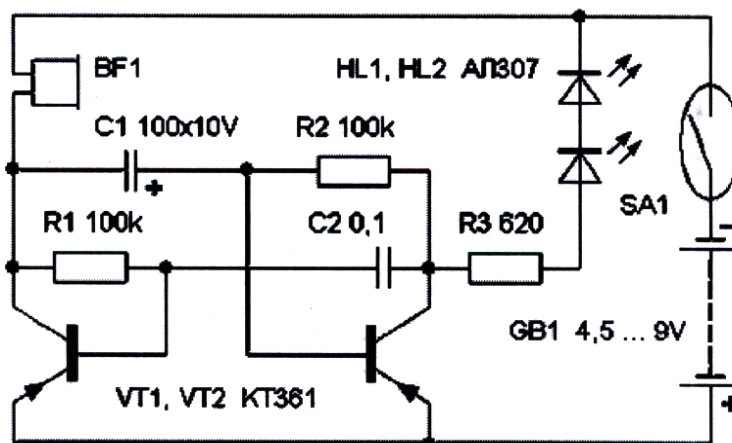 BF1
HL1, HL2 АЛ307
C1 100x10V
R2 100k
+
SA1
R1 100k
C2 0,1
R3 620
-
GB1 4,5 ... 9V
VT1, VT2 KT361
+